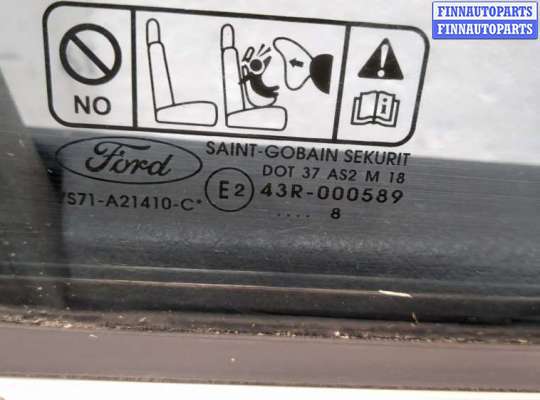 FINNAUTOPARTS
FINNAUTOPARTS
NO
Ford
SAINT-GOBAIN SEKURIT
DOT 37 AS2 M 18
E2 43R-000589
YS71-A21410-C*
.... 8